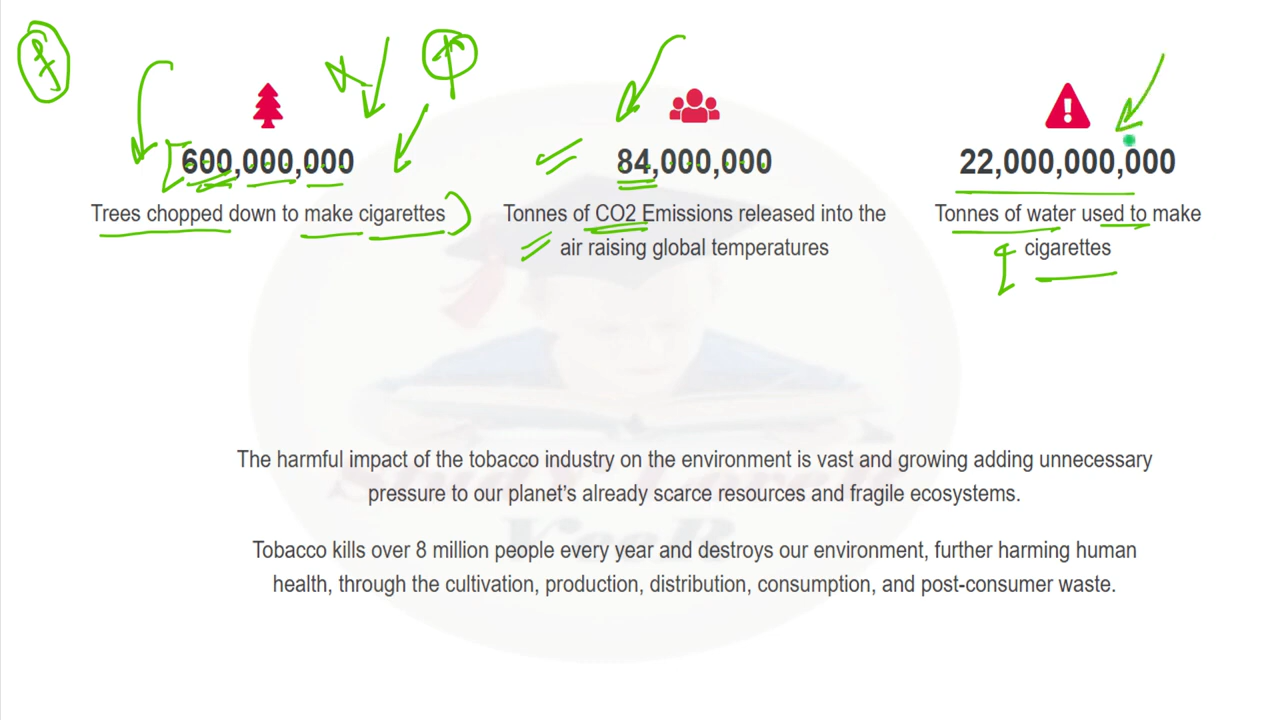 600,000,000
Trees chopped down to make cigarettes
84,000,000
Tonnes of CO2 Emissions released into the
air raising global temperatures
22,000,000,000
Tonnes of water used to make
cigarettes
The harmful impact of the tobacco industry on the environment is vast and growing adding unnecessary
pressure to our planet's already scarce resources and fragile ecosystems.
Tobacco kills over 8 million people every year and destroys our environment, further harming human
health, through the cultivation, production, distribution, consumption, and post-consumer waste.